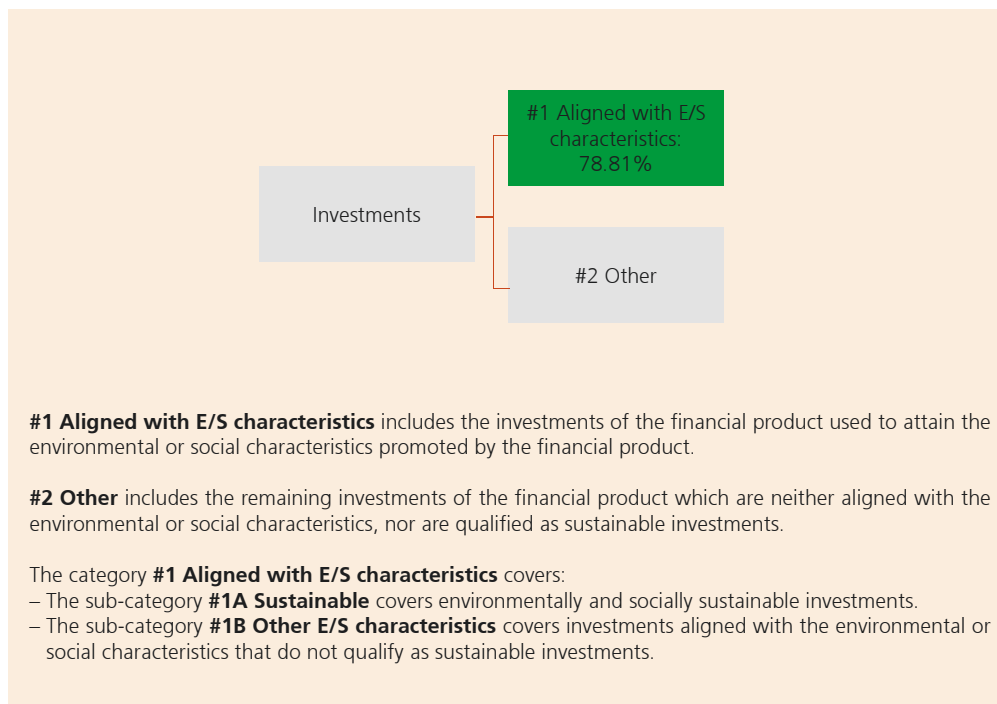 #1 Aligned with E/S
characteristics:
78.81%
Investments
#2 Other
#1 Aligned with E/S characteristics includes the investments of the financial product used to attain the
environmental or social characteristics promoted by the financial product.
#2 Other includes the remaining investments of the financial product which are neither aligned with the
environmental or social characteristics, nor are qualified as sustainable investments.
The category #1 Aligned with E/S characteristics covers:
– The sub-category #1A Sustainable covers environmentally and socially sustainable investments.
– The sub-category #1B Other E/S characteristics covers investments aligned with the environmental or
social characteristics that do not qualify as sustainable investments.